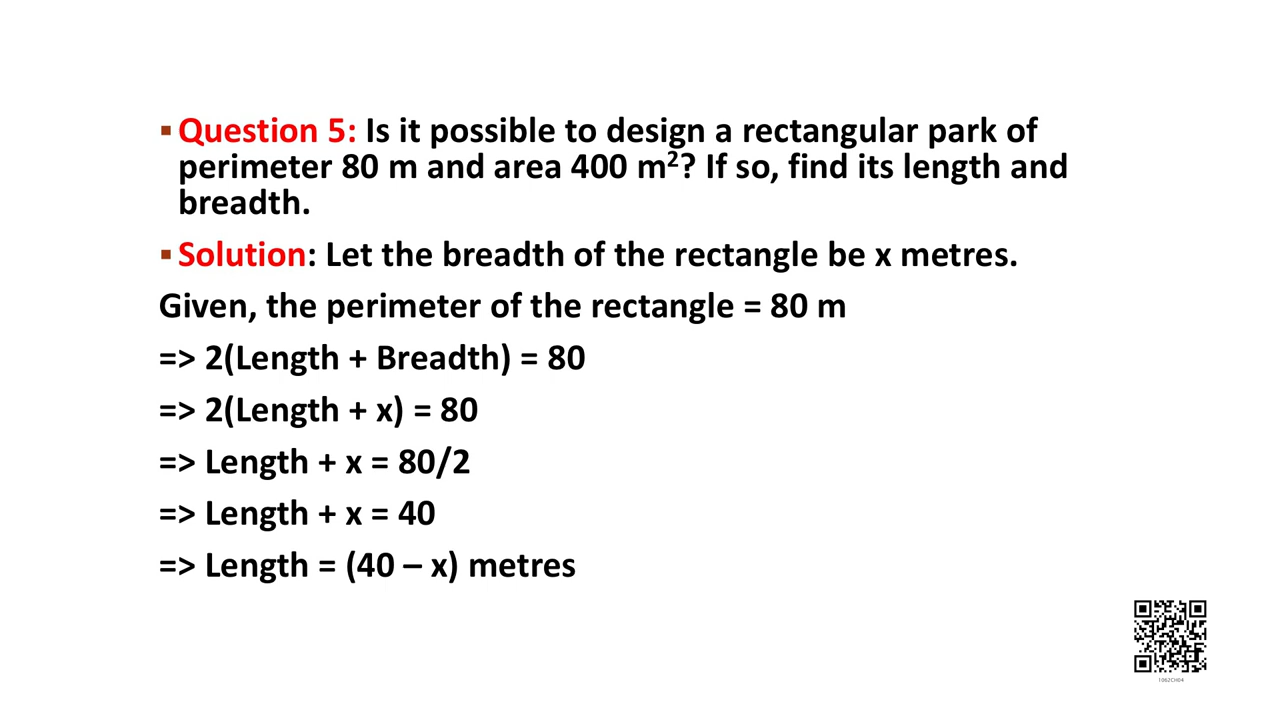 ▪ Question 5: Is it possible to design a rectangular park of
perimeter 80 m and area 400 m²? If so, find its length and
breadth.
▪ Solution: Let the breadth of the rectangle be x metres.
Given, the perimeter of the rectangle = 80 m
=> 2(Length + Breadth) = 80
=> 2(Length + x) = 80
=> Length + x = 80/2
=> Length + x = 40
=> Length = (40 – x) metres
1062CH04